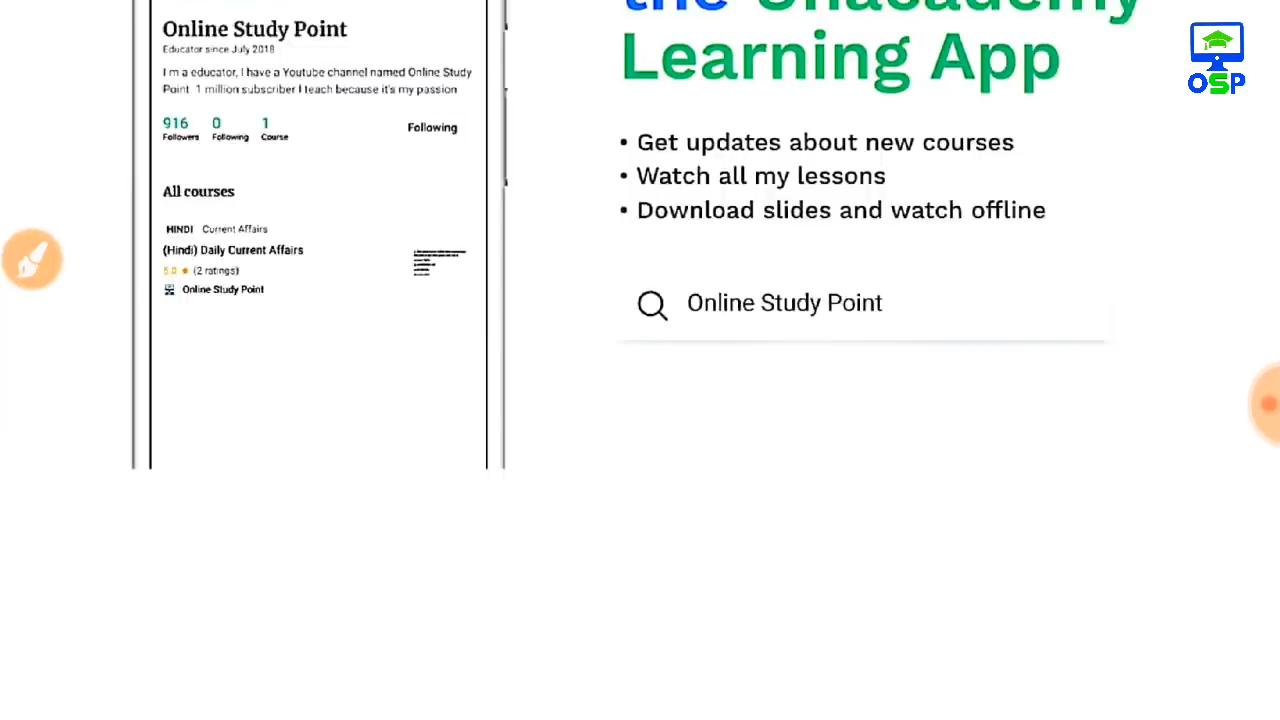 Online Study Point
Educator since July 2018
I m a educator, I have a Youtube channel named Online Study
Point 1 million subscriber I teach because it's my passion
916 0 1
Followers Following Course
Following
All courses
HINDI Current Affairs
(Hindi) Daily Current Affairs
5.0 ★ (2 ratings)
Online Study Point
the Unacademy
Learning App
• Get updates about new courses
• Watch all my lessons
• Download slides and watch offline
Online Study Point
OSP